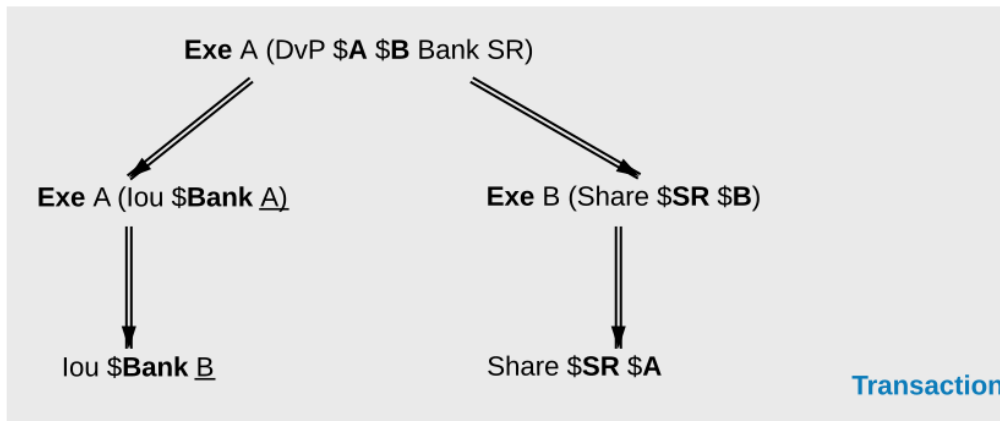 Exe A (DvP $A $B Bank SR)
Exe A (Iou $Bank A)
Exe B (Share $SR $B)
Iou $Bank B
Share $SR $A
Transaction